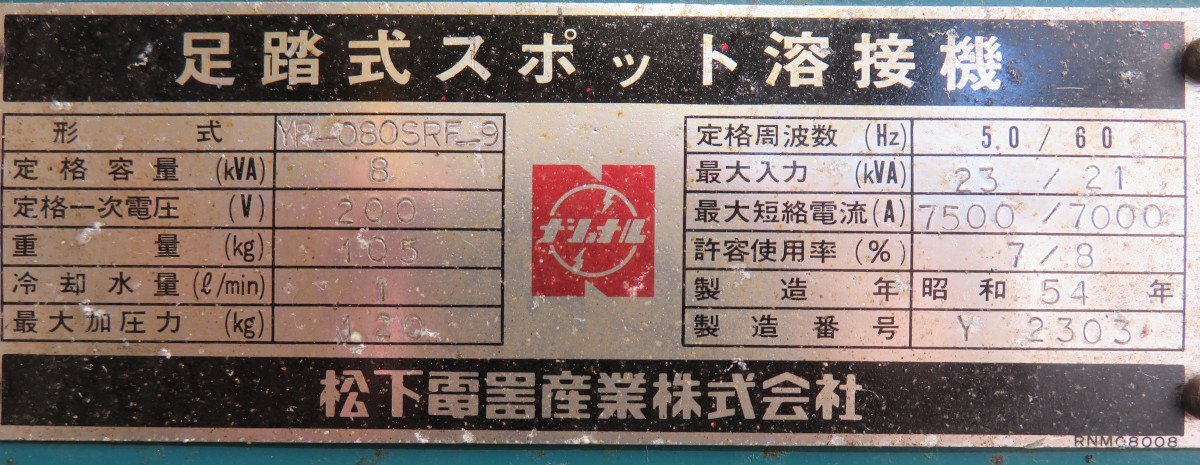 足踏式スポット溶接機
形式 YR-080SRF-9
定格容量 (kVA) 8
定格一次電圧 (V) 200
重量 (kg) 105
冷却水量 (ℓ/min) 1
最大加圧力 (kg) 120
ナショナル
定格周波数 (Hz) 50/60
最大入力 (kVA) 23/21
最大短絡電流(A) 7500/7000
許容使用率 (%) 7/8
製造年 昭和54年
製造番号 Y 2303
松下電器産業株式会社
RNMC8008